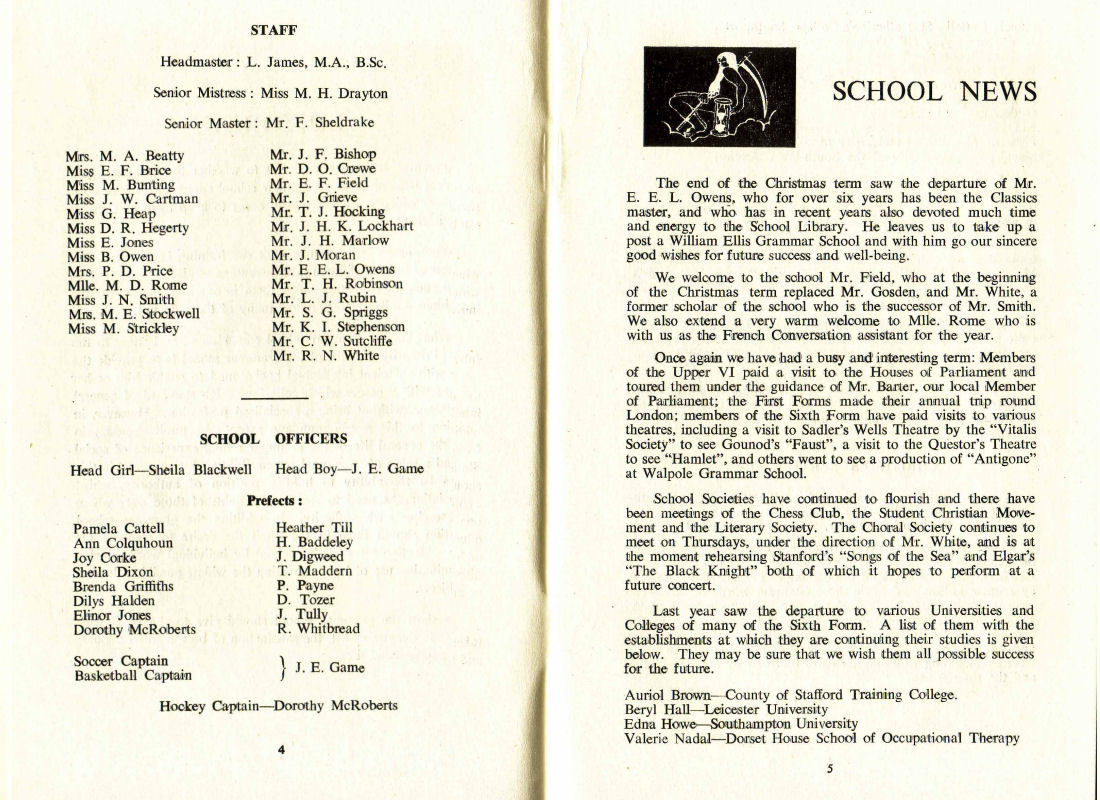 STAFF
Headmaster : L. James, M.A., B.Sc.
Senior Mistress : Miss M. H. Drayton
Senior Master : Mr. F. Sheldrake
Mrs. M. A. Beatty
Miss E. F. Brice
Miss M. Bunting
Miss J. W. Cartman
Miss G. Heap
Miss D. R. Hegerty
Miss E. Jones
Miss B. Owen
Mrs. P. D. Price
Mlle. M. D. Rome
Miss J. N. Smith
Mrs. M. E. Stockwell
Miss M. Strickley
Mr. J. F. Bishop
Mr. D. O. Crewe
Mr. E. F. Field
Mr. J. Grieve
Mr. T. J. Hocking
Mr. J. H. K. Lockhart
Mr. J. H. Marlow
Mr. J. Moran
Mr. E. E. L. Owens
Mr. T. H. Robinson
Mr. L. J. Rubin
Mr. S. G. Spriggs
Mr. K. I. Stephenson
Mr. C. W. Sutcliffe
Mr. R. N. White
SCHOOL OFFICERS
Head Girl—Sheila Blackwell Head Boy—J. E. Game
Prefects :
Pamela Cattell
Ann Colquhoun
Joy Corke
Sheila Dixon
Brenda Griffiths
Dilys Halden
Elinor Jones
Dorothy McRoberts
Heather Till
H. Baddeley
J. Digweed
T. Maddern
P. Payne
D. Tozer
J. Tully
R. Whitbread
Soccer Captain
Basketball Captain
} J. E. Game
Hockey Captain—Dorothy McRoberts
4
SCHOOL NEWS
The end of the Christmas term saw the departure of Mr.
E. E. L. Owens, who for over six years has been the Classics
master, and who has in recent years also devoted much time
and energy to the School Library. He leaves us to take up a
post a William Ellis Grammar School and with him go our sincere
good wishes for future success and well-being.
We welcome to the school Mr. Field, who at the beginning
of the Christmas term replaced Mr. Gosden, and Mr. White, a
former scholar of the school who is the successor of Mr. Smith.
We also extend a very warm welcome to Mlle. Rome who is
with us as the French Conversation assistant for the year.
Once again we have had a busy and interesting term: Members
of the Upper VI paid a visit to the Houses of Parliament and
toured them under the guidance of Mr. Barter, our local Member
of Parliament; the First Forms made their annual trip round
London; members of the Sixth Form have paid visits to various
theatres, including a visit to Sadler's Wells Theatre by the "Vitalis
Society" to see Gounod's "Faust", a visit to the Questor's Theatre
to see "Hamlet", and others went to see a production of "Antigone"
at Walpole Grammar School.
School Societies have continued to flourish and there have
been meetings of the Chess Club, the Student Christian Move-
ment and the Literary Society. The Choral Society continues to
meet on Thursdays, under the direction of Mr. White, and is at
the moment rehearsing Stanford's "Songs of the Sea" and Elgar's
"The Black Knight" both of which it hopes to perform at a
future concert.
Last year saw the departure to various Universities and
Colleges of many of the Sixth Form. A list of them with the
establishments at which they are continuing their studies is given
below. They may be sure that we wish them all possible success
for the future.
Auriol Brown—County of Stafford Training College.
Beryl Hall—Leicester University
Edna Howe—Southampton University
Valerie Nadal—Dorset House School of Occupational Therapy
5